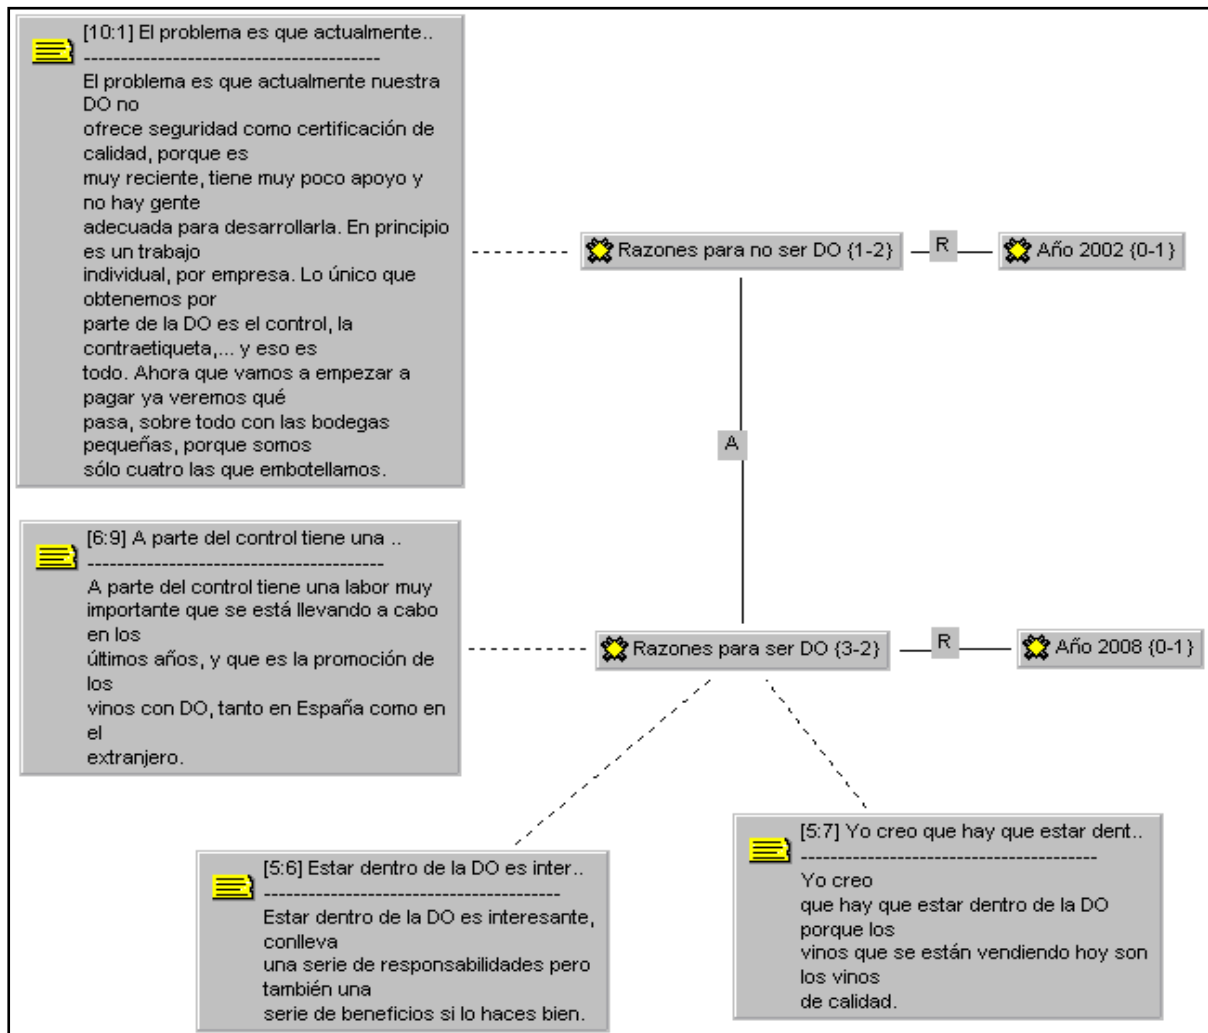 [10:1] El problema es que actualmente..
-----------------------------------------
El problema es que actualmente nuestra
DO no
ofrece seguridad como certificación de
calidad, porque es
muy reciente, tiene muy poco apoyo y
no hay gente
adecuada para desarrollarla. En principio
es un trabajo
individual, por empresa. Lo único que
obtenemos por
parte de la DO es el control, la
contraetiqueta,... y eso es
todo. Ahora que vamos a empezar a
pagar ya veremos qué
pasa, sobre todo con las bodegas
pequeñas, porque somos
sólo cuatro las que embotellamos.
Razones para no ser DO {1-2}
R
Año 2002 {0-1}
A
[6:9] A parte del control tiene una ..
-----------------------------------------
A parte del control tiene una labor muy
importante que se está llevando a cabo
en los
últimos años, y que es la promoción de
los
vinos con DO, tanto en España como en
el
extranjero.
Razones para ser DO {3-2}
R
Año 2008 {0-1}
[5:6] Estar dentro de la DO es inter..
-----------------------------------------
Estar dentro de la DO es interesante,
conlleva
una serie de responsabilidades pero
también una
serie de beneficios si lo haces bien.
[5:7] Yo creo que hay que estar dent..
-----------------------------------------
Yo creo
que hay que estar dentro de la DO
porque los
vinos que se están vendiendo hoy son
los vinos
de calidad.